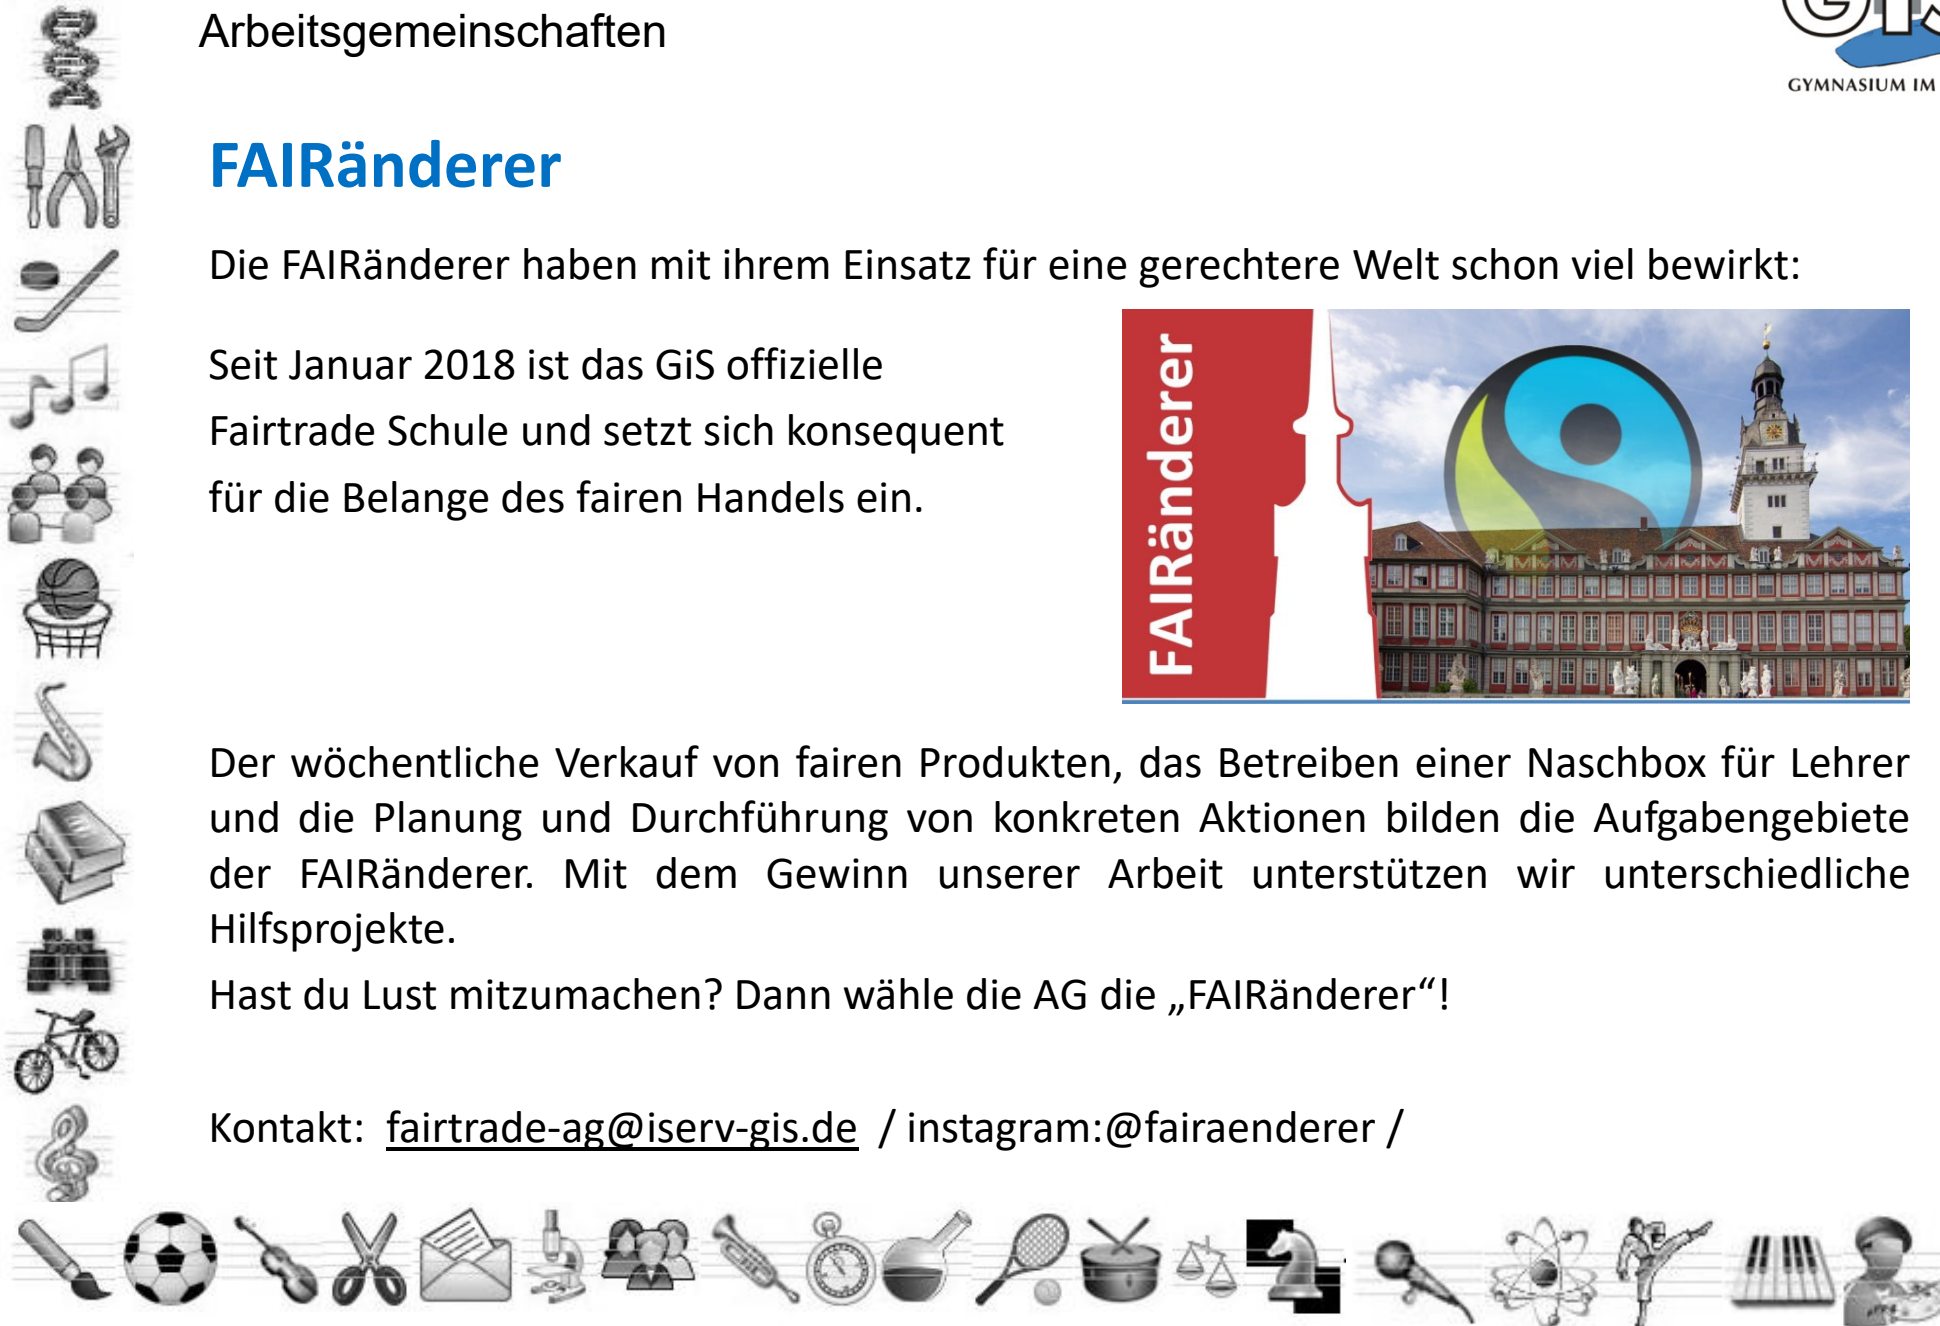 Arbeitsgemeinschaften
GiS
GYMNASIUM IM
FAIRänderer
Die FAIRänderer haben mit ihrem Einsatz für eine gerechtere Welt schon viel bewirkt:
Seit Januar 2018 ist das GiS offizielle
Fairtrade Schule und setzt sich konsequent
für die Belange des fairen Handels ein.
FAIRänderer
Der wöchentliche Verkauf von fairen Produkten, das Betreiben einer Naschbox für Lehrer
und die Planung und Durchführung von konkreten Aktionen bilden die Aufgabengebiete
der FAIRänderer. Mit dem Gewinn unserer Arbeit unterstützen wir unterschiedliche
Hilfsprojekte.
Hast du Lust mitzumachen? Dann wähle die AG die „FAIRänderer“!
Kontakt: fairtrade-ag@iserv-gis.de / instagram:@fairaenderer /